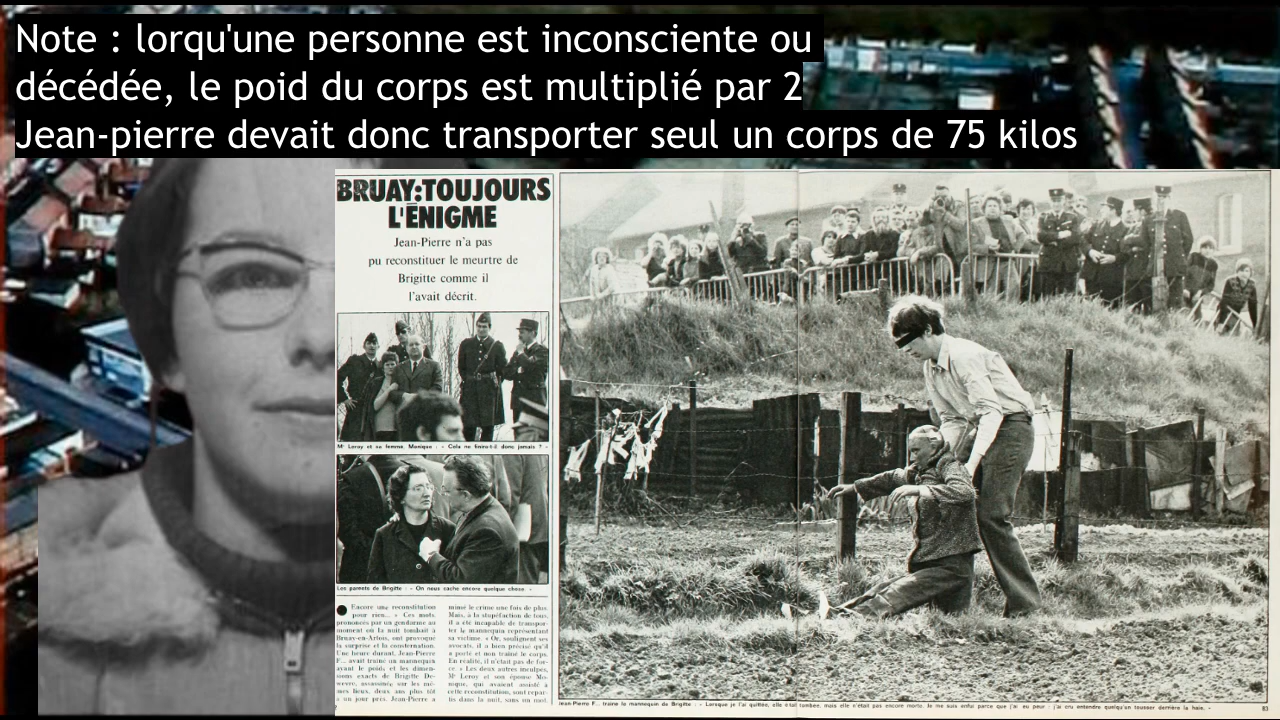 Note : lorqu'une personne est inconsciente ou
décédée, le poid du corps est multiplié par 2
Jean-pierre devait donc transporter seul un corps de 75 kilos
BRUAY:TOUJOURS
L'ÉNIGME
Jean-Pierre n'a pas
pu reconstituer le meurtre de
Brigitte comme il
l'avait décrit.
Me Leroy et sa femme, Monique : « Cela ne finira-t-il donc jamais ? »
Les parents de Brigitte : « On nous cache encore quelque chose. »
Encore une reconstitution
pour rien... » Ces mots,
prononcés par un gendarme au
moment où la nuit tombait à
Bruay-en-Artois, ont provoqué
la surprise et la consternation.
Une heure durant, Jean-Pierre
F... avait traîné un mannequin
ayant le poids et les dimen-
sions exacts de Brigitte De-
wevre, assassinée sur les mê-
mes lieux, deux ans plus tôt
à un jour près. Jean-Pierre a
mimé le crime une fois de plus.
Mais, à la stupéfaction de tous,
il a été incapable de transpor-
ter le mannequin représentant
sa victime. « Or, soulignent ses
avocats, il a bien précisé qu'il
a porté et non traîné le corps.
En réalité, il n'était pas de for-
ce. » Les deux autres inculpés,
Me Leroy et son épouse Mo-
nique, qui avaient assisté à
cette reconstitution, sont repar-
tis dans la nuit, sans un mot.
Jean-Pierre F... traîne le mannequin de Brigitte : « Lorsque je l'ai quittée, elle était tombée, mais elle n'était pas encore morte. Je me suis enfui parce que j'ai eu peur : j'ai cru entendre quelqu'un tousser derrière la haie. »
83